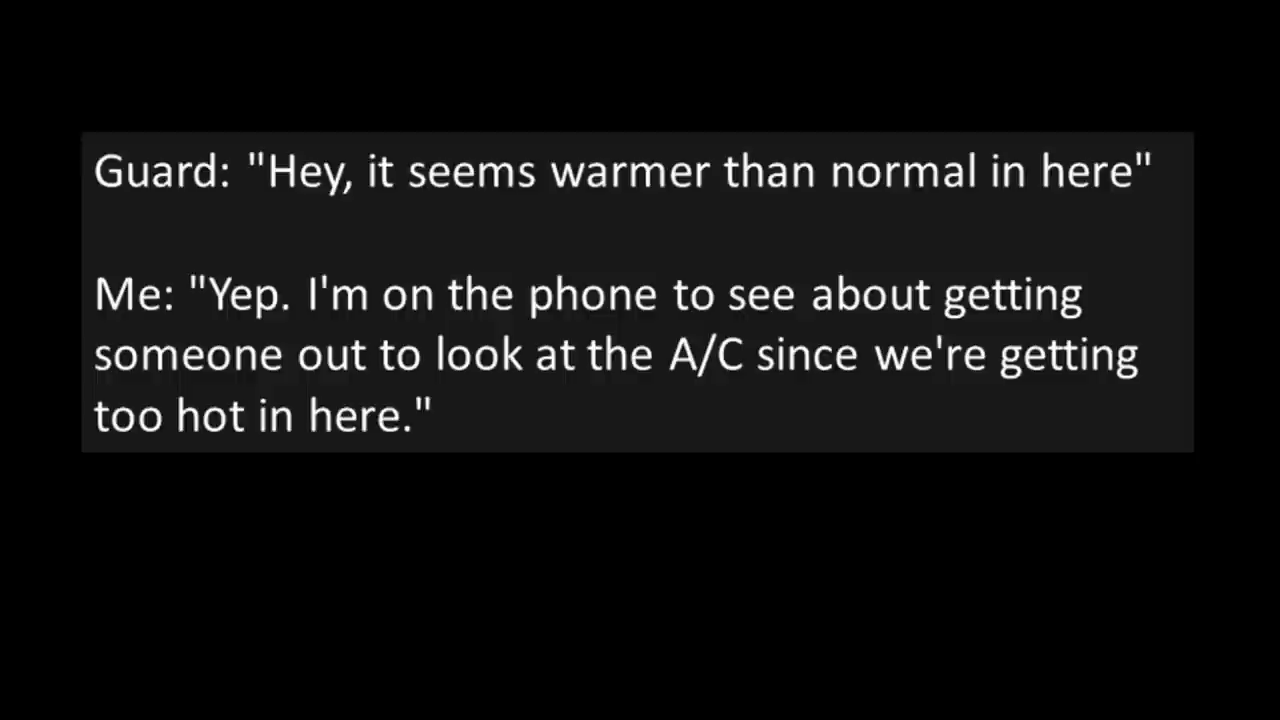 Guard: "Hey, it seems warmer than normal in here"
Me: "Yep. I'm on the phone to see about getting
someone out to look at the A/C since we're getting
too hot in here."